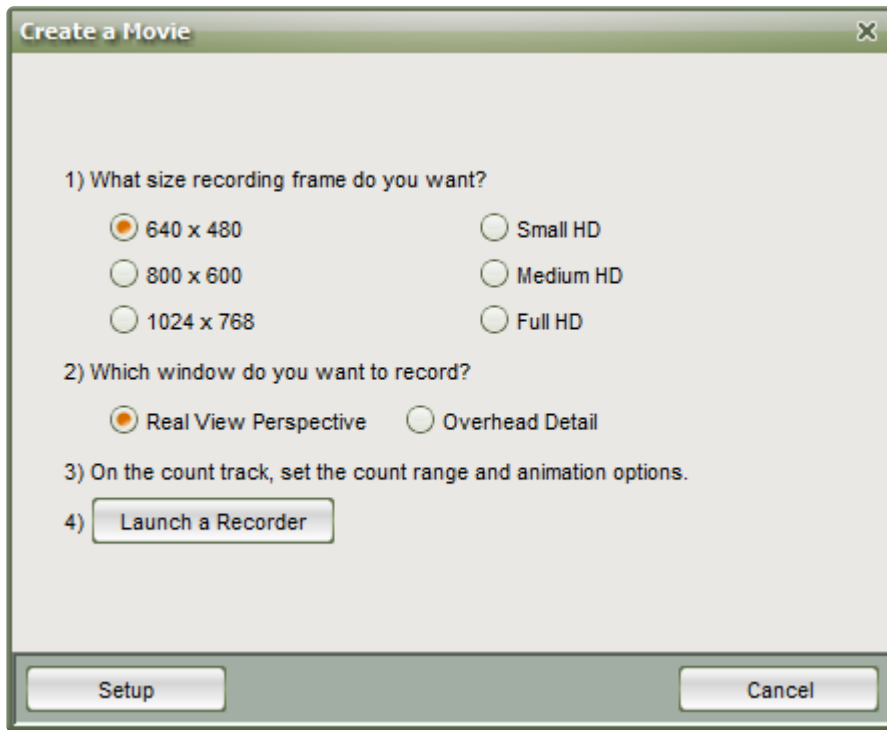 Create a Movie
1) What size recording frame do you want?
640 x 480 Small HD
800 x 600 Medium HD
1024 x 768 Full HD
2) Which window do you want to record?
Real View Perspective Overhead Detail
3) On the count track, set the count range and animation options.
4) Launch a Recorder
Setup Cancel